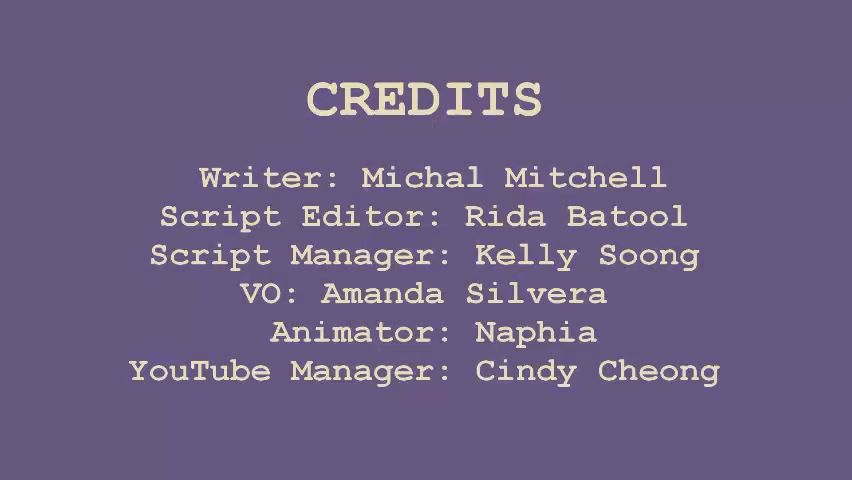 CREDITS
Writer: Michal Mitchell
Script Editor: Rida Batool
Script Manager: Kelly Soong
VO: Amanda Silvera
Animator: Naphia
YouTube Manager: Cindy Cheong